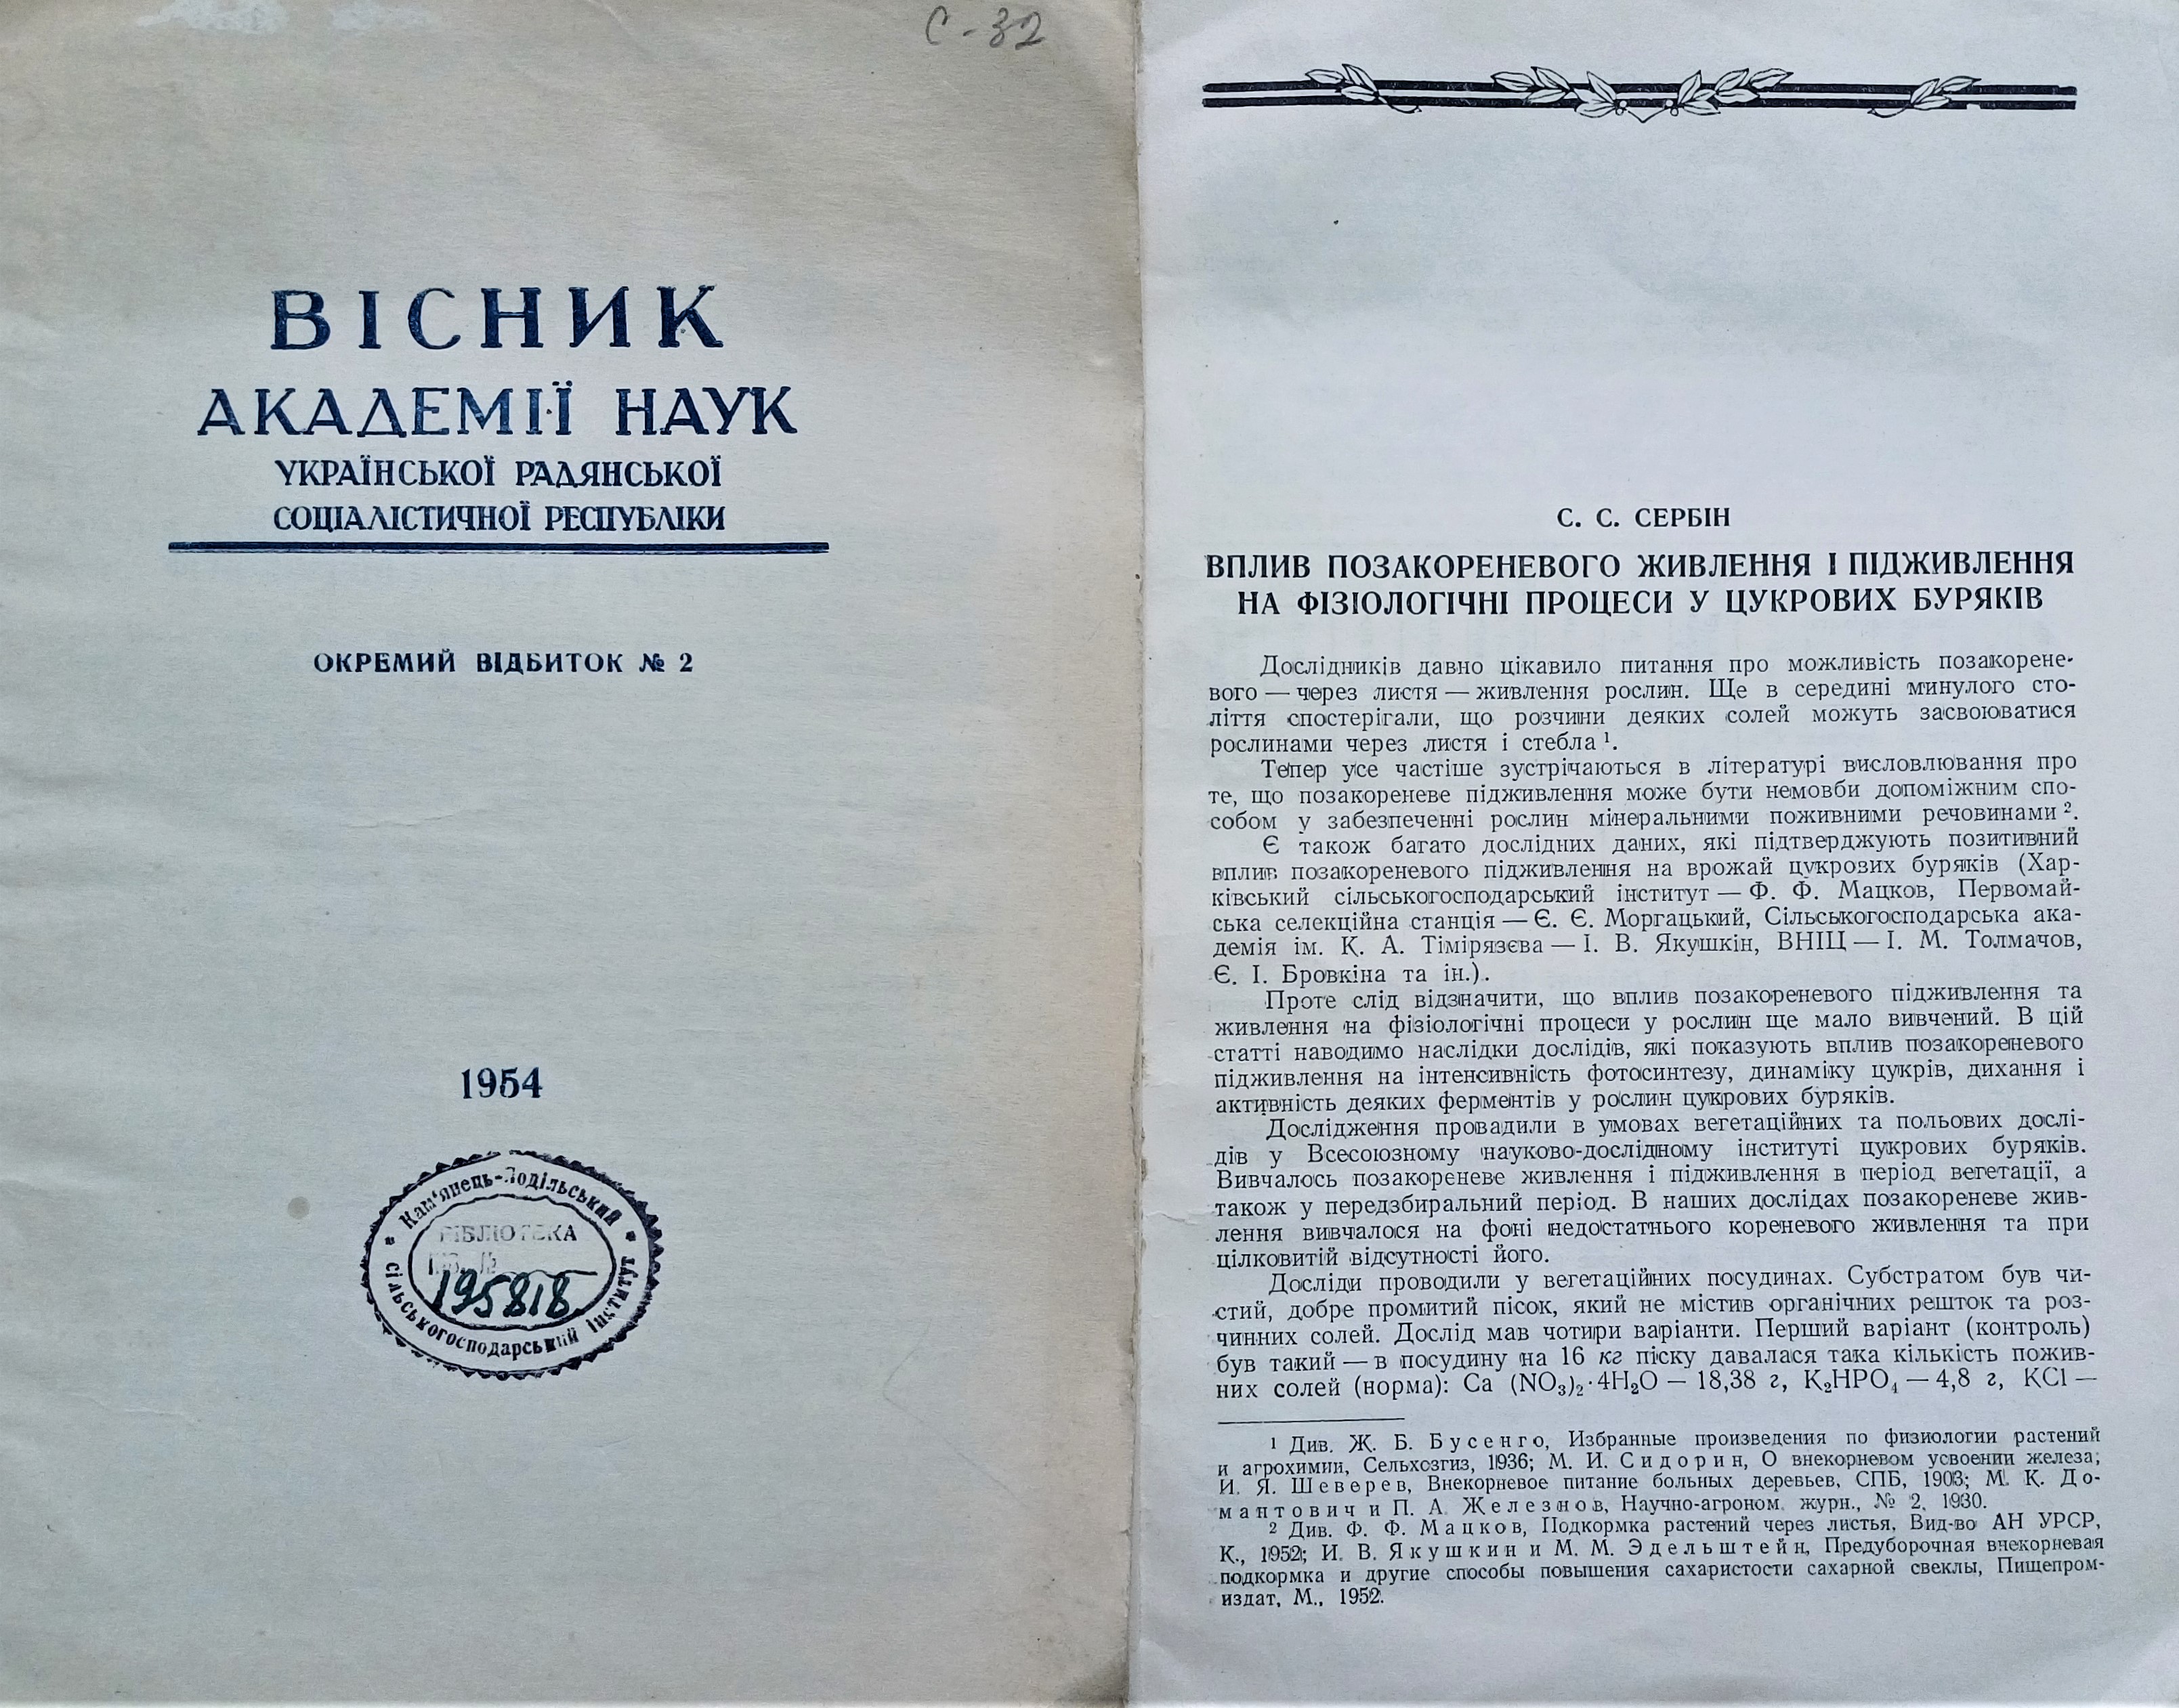 С-32
ВІСНИК
АКАДЕМІЇ НАУК
УКРАЇНСЬКОЇ РАДЯНСЬКОЇ
СОЦІАЛІСТИЧНОЇ РЕСПУБЛІКИ
ОКРЕМИЙ ВІДБИТОК № 2
1954
Кам'янець-Подільський
БІБЛІОТЕКА
195818
сільськогосподарський інститут
С. С. СЕРБІН
ВПЛИВ ПОЗАКОРЕНЕВОГО ЖИВЛЕННЯ І ПІДЖИВЛЕННЯ
НА ФІЗІОЛОГІЧНІ ПРОЦЕСИ У ЦУКРОВИХ БУРЯКІВ
Дослідників давно цікавило питання про можливість позакорене-
вого — через листя — живлення рослин. Ще в середині минулого сто-
ліття спостерігали, що розчини деяких солей можуть засвоюватися
рослинами через листя і стебла ¹.
Тепер усе частіше зустрічаються в літературі висловлювання про
те, що позакореневе підживлення може бути немовби допоміжним спо-
собом у забезпеченні рослин мінеральними поживними речовинами ².
Є також багато дослідних даних, які підтверджують позитивний
вплив позакореневого підживлення на врожай цукрових буряків (Хар-
ківський сільськогосподарський інститут — Ф. Ф. Мацков, Первомай-
ська селекційна станція — Є. Є. Моргацький, Сільськогосподарська ака-
демія ім. К. А. Тімірязєва — І. В. Якушкін, ВНІЦ — І. М. Толмачов,
Є. І. Бровкіна та ін.).
Проте слід відзначити, що вплив позакореневого підживлення та
живлення на фізіологічні процеси у рослин ще мало вивчений. В цій
статті наводимо наслідки дослідів, які показують вплив позакореневого
підживлення на інтенсивність фотосинтезу, динаміку цукрів, дихання і
активність деяких ферментів у рослин цукрових буряків.
Дослідження провадили в умовах вегетаційних та польових дослі-
дів у Всесоюзному науково-дослідному інституті цукрових буряків.
Вивчалось позакореневе живлення і підживлення в період вегетації, а
також у передзбиральний період. В наших дослідах позакореневе жив-
лення вивчалося на фоні недостатнього кореневого живлення та при
цілковитій відсутності його.
Досліди проводили у вегетаційних посудинах. Субстратом був чи-
стий, добре промитий пісок, який не містив органічних решток та роз-
чинних солей. Дослід мав чотири варіанти. Перший варіант (контроль)
був такий — в посудину на 16 кг піску давалася така кількість пожив-
них солей (норма): Ca (NO₃)₂·4H₂O — 18,38 г, K₂HPO₄ — 4,8 г, KCl —
¹ Див. Ж. Б. Бусенго, Избранные произведения по физиологии растений
и агрохимии, Сельхозгиз, 1936; М. И. Сидорин, О внекорневом усвоении железа;
И. Я. Шеверев, Внекорневое питание больных деревьев, СПБ, 1903; М. К. До-
мантович и П. А. Железнов, Научно-агроном. журн., № 2, 1930.
² Див. Ф. Ф. Мацков, Подкормка растений через листья, Вид-во АН УРСР,
К., 1952; И. В. Якушкин и М. М. Эдельштейн, Предуборочная внекорневая
подкормка и другие способы повышения сахаристости сахарной свеклы, Пищепром-
издат, М., 1952.